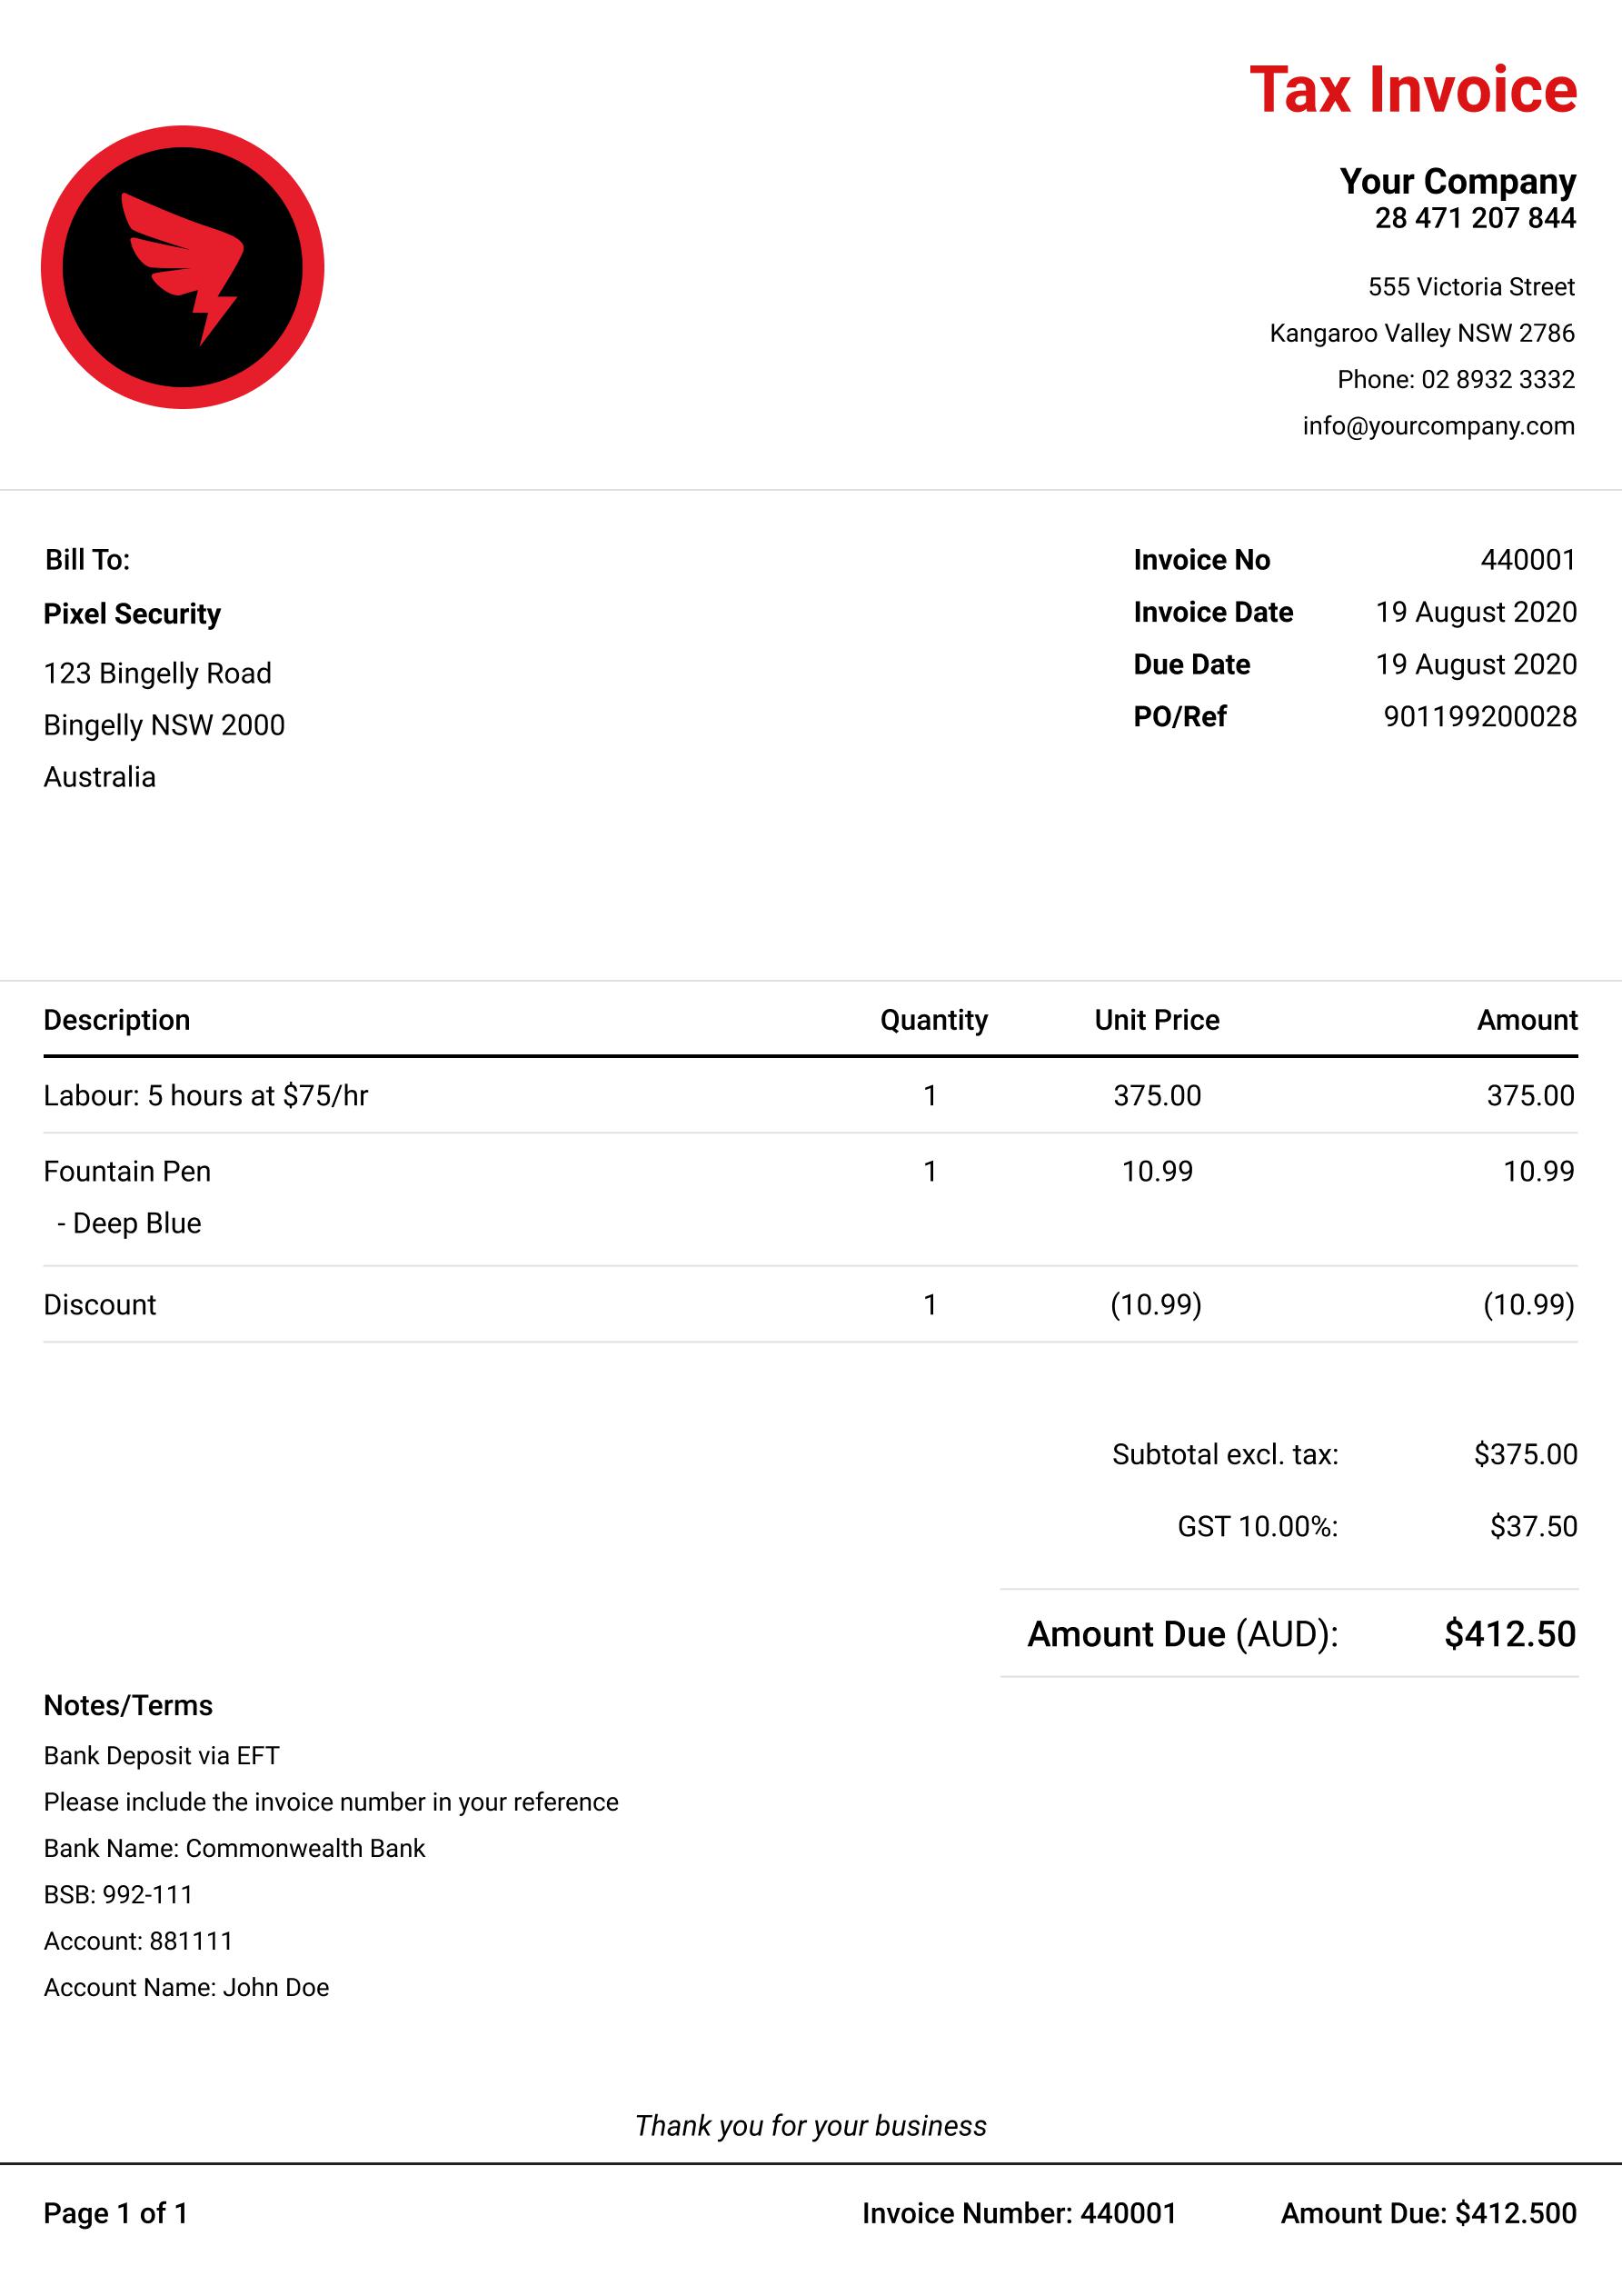 Tax Invoice
Your Company
28 471 207 844
555 Victoria Street
Kangaroo Valley NSW 2786
Phone: 02 8932 3332
info@yourcompany.com
Bill To:
Pixel Security
123 Bingelly Road
Bingelly NSW 2000
Australia
Invoice No 440001
Invoice Date 19 August 2020
Due Date 19 August 2020
PO/Ref 901199200028
Description Quantity Unit Price Amount
Labour: 5 hours at $75/hr 1 375.00 375.00
Fountain Pen 1 10.99 10.99
- Deep Blue
Discount 1 (10.99) (10.99)
Subtotal excl. tax: $375.00
GST 10.00%: $37.50
Amount Due (AUD): $412.50
Notes/Terms
Bank Deposit via EFT
Please include the invoice number in your reference
Bank Name: Commonwealth Bank
BSB: 992-111
Account: 881111
Account Name: John Doe
Thank you for your business
Page 1 of 1 Invoice Number: 440001 Amount Due: $412.500